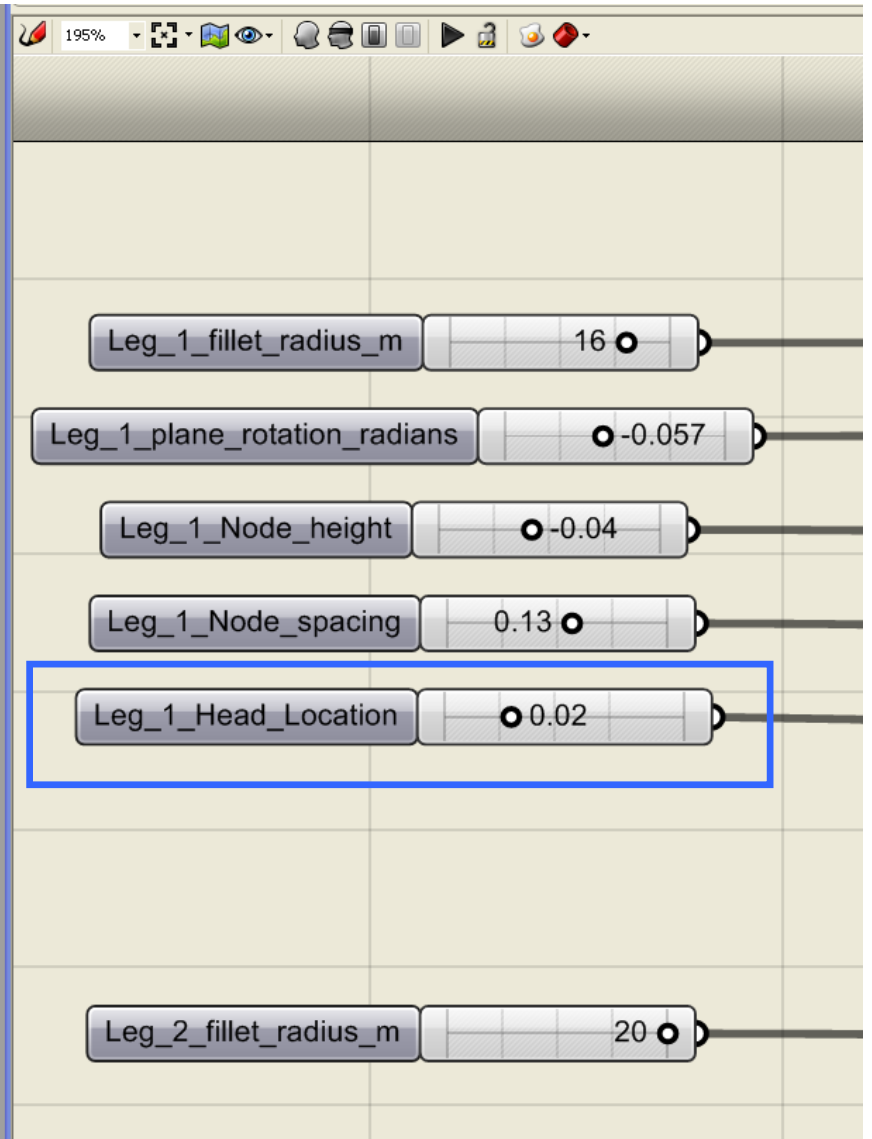 195%
Leg_1_fillet_radius_m 16
Leg_1_plane_rotation_radians -0.057
Leg_1_Node_height -0.04
Leg_1_Node_spacing 0.13
Leg_1_Head_Location 0.02
Leg_2_fillet_radius_m 20